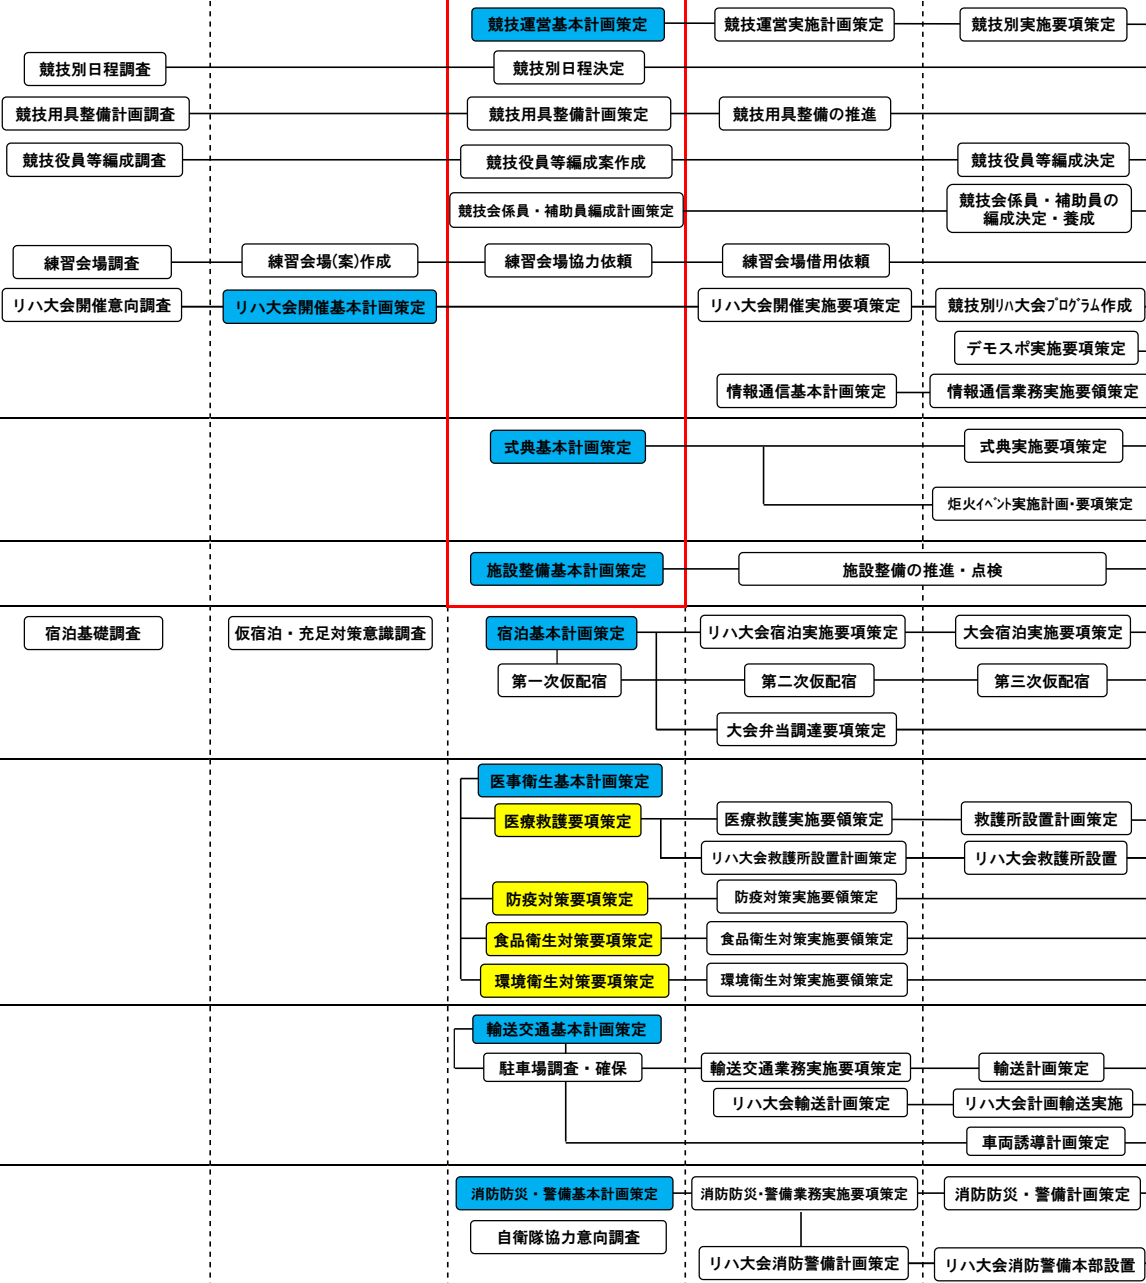 競技運営基本計画策定
競技運営実施計画策定
競技別実施要項策定
競技別日程調査
競技別日程決定
競技用具整備計画調査
競技用具整備計画策定
競技用具整備の推進
競技役員等編成調査
競技役員等編成案作成
競技役員等編成決定
競技会係員・補助員編成計画策定
競技会係員・補助員の
編成決定・養成
練習会場調査
練習会場(案)作成
練習会場協力依頼
練習会場借用依頼
リハ大会開催意向調査
リハ大会開催基本計画策定
リハ大会開催実施要項策定
競技別リハ大会プログラム作成
デモスポ実施要項策定
情報通信基本計画策定
情報通信業務実施要領策定
式典基本計画策定
式典実施要項策定
炬火イベント実施計画・要項策定
施設整備基本計画策定
施設整備の推進・点検
宿泊基礎調査
仮宿泊・充足対策意識調査
宿泊基本計画策定
リハ大会宿泊実施要項策定
大会宿泊実施要項策定
第一次仮配宿
第二次仮配宿
第三次仮配宿
大会弁当調達要項策定
医事衛生基本計画策定
医療救護要項策定
医療救護実施要領策定
救護所設置計画策定
リハ大会救護所設置計画策定
リハ大会救護所設置
防疫対策要項策定
防疫対策実施要領策定
食品衛生対策要項策定
食品衛生対策実施要領策定
環境衛生対策要項策定
環境衛生対策実施要領策定
輸送交通基本計画策定
駐車場調査・確保
輸送交通業務実施要項策定
輸送計画策定
リハ大会輸送計画策定
リハ大会計画輸送実施
車両誘導計画策定
消防防災・警備基本計画策定
消防防災・警備業務実施要項策定
消防防災・警備計画策定
自衛隊協力意向調査
リハ大会消防警備計画策定
リハ大会消防警備本部設置